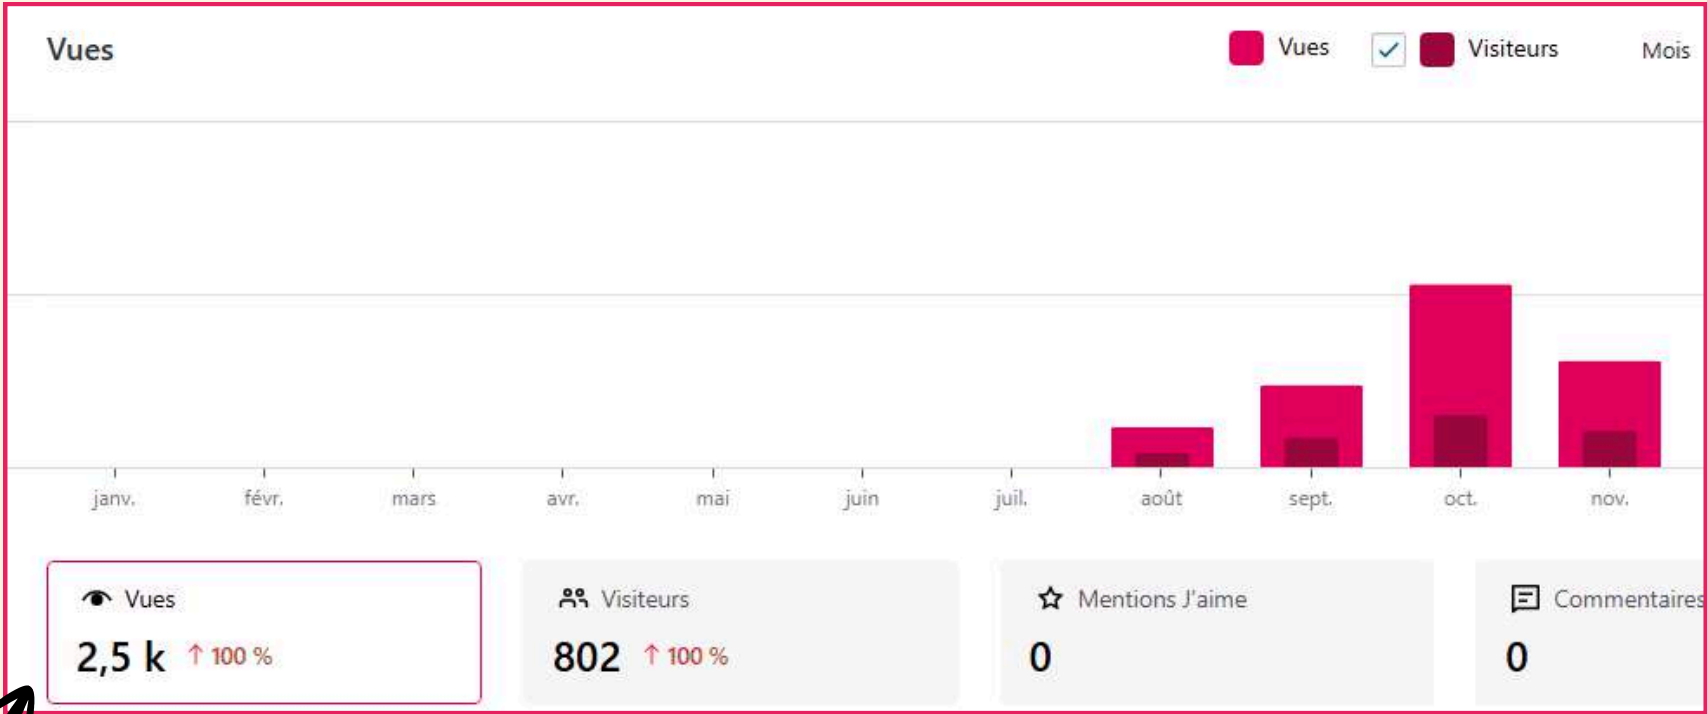 Vues
Vues Visiteurs Mois
janv. févr. mars avr. mai juin juil. août sept. oct. nov.
Vues Visiteurs Mentions J'aime Commentaires
2,5 k ↑ 100 % 802 ↑ 100 % 0 0